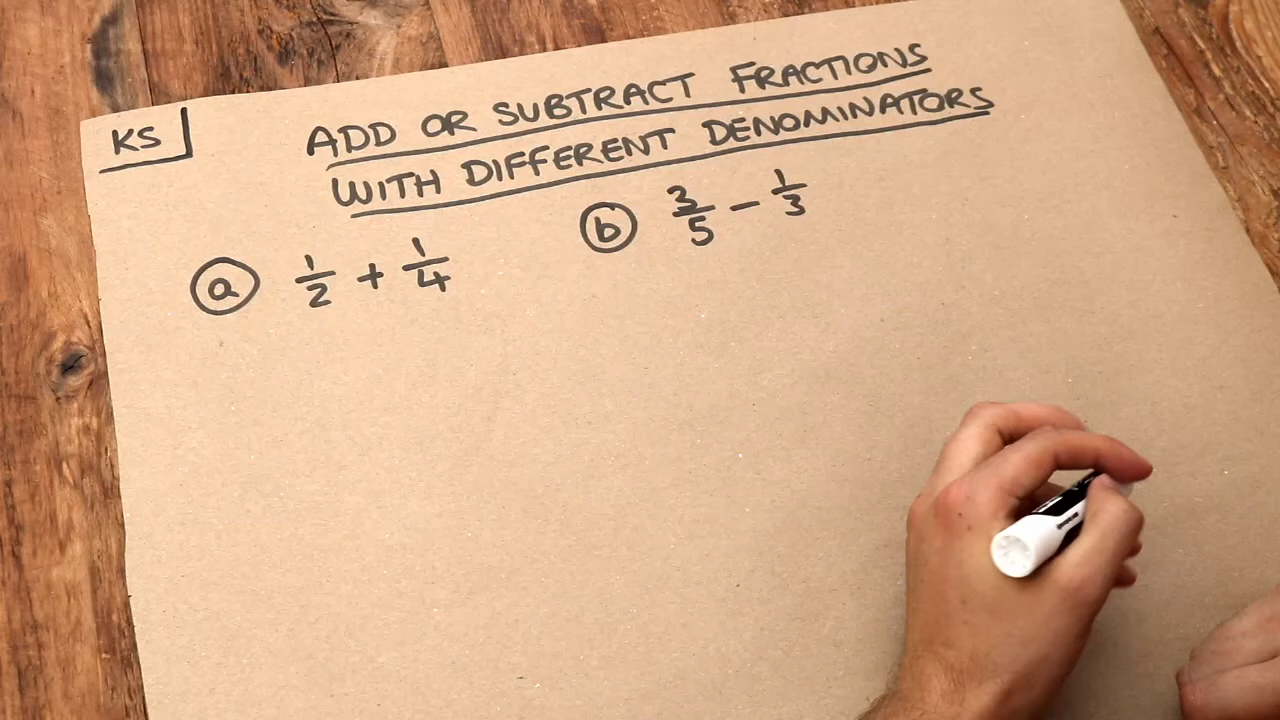 KS
ADD OR SUBTRACT FRACTIONS
WITH DIFFERENT DENOMINATORS
a 1/2 + 1/4
b 3/5 - 1/3